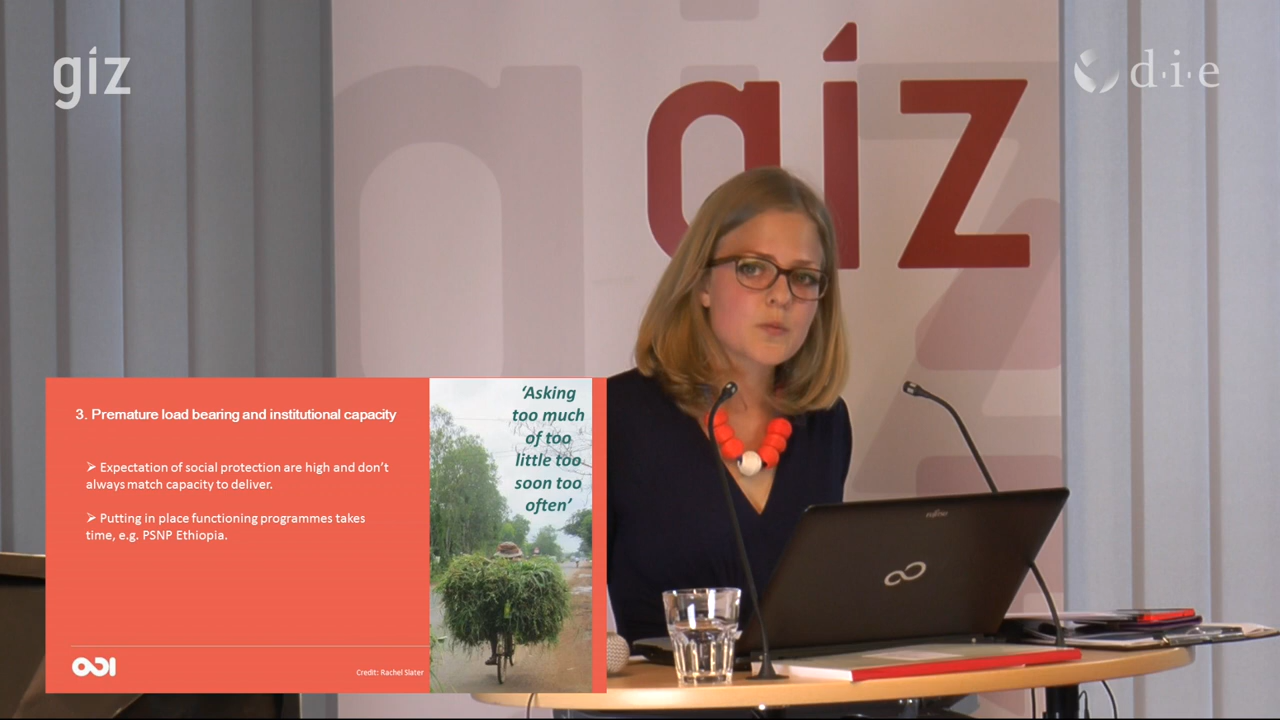 giz
d·i·e
giz
3. Premature load bearing and institutional capacity
➢ Expectation of social protection are high and don't
always match capacity to deliver.
➢ Putting in place functioning programmes takes
time, e.g. PSNP Ethiopia.
ODI
Credit: Rachel Slater
'Asking
too much
of too
little too
soon too
often'
FUJITSU